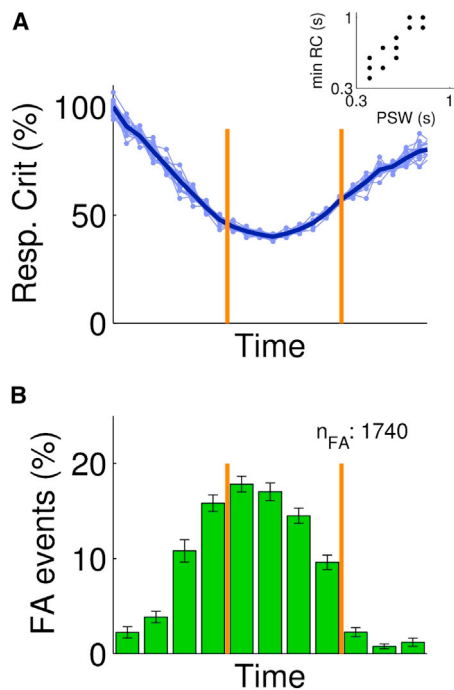 A
min RC (s)
1
0.3
0.3
1
PSW (s)
Resp. Crit (%)
100
50
0
Time
B
n_FA: 1740
FA events (%)
20
10
0
Time